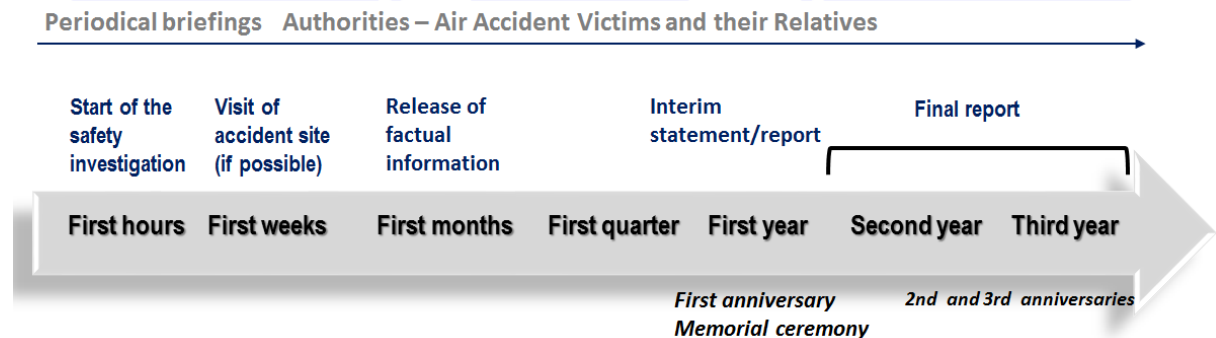 Periodical briefings Authorities – Air Accident Victims and their Relatives
Start of the
safety
investigation
Visit of
accident site
(if possible)
Release of
factual
information
Interim
statement/report
Final report
First hours
First weeks
First months
First quarter
First year
Second year
Third year
First anniversary
Memorial ceremony
2nd and 3rd anniversaries